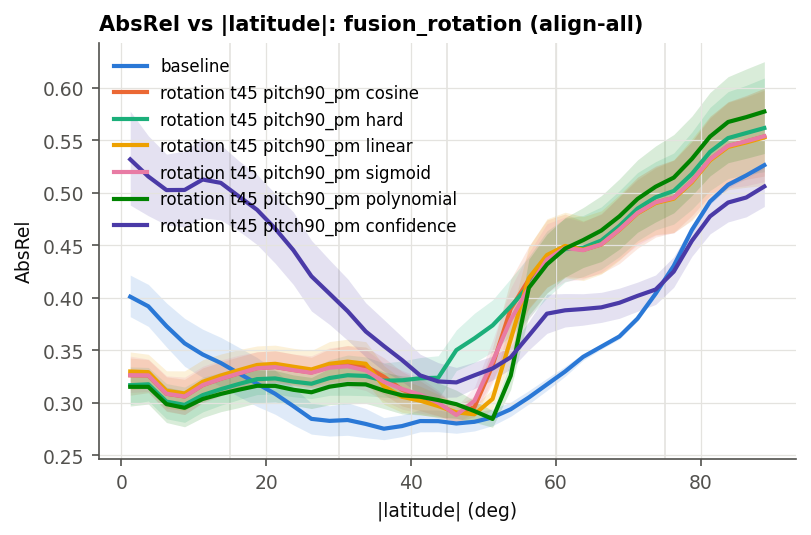 AbsRel vs |latitude|: fusion_rotation (align-all)
baseline
rotation t45 pitch90_pm cosine
rotation t45 pitch90_pm hard
rotation t45 pitch90_pm linear
rotation t45 pitch90_pm sigmoid
rotation t45 pitch90_pm polynomial
rotation t45 pitch90_pm confidence
AbsRel
0.60
0.55
0.50
0.45
0.40
0.35
0.30
0.25
0 20 40 60 80
|latitude| (deg)